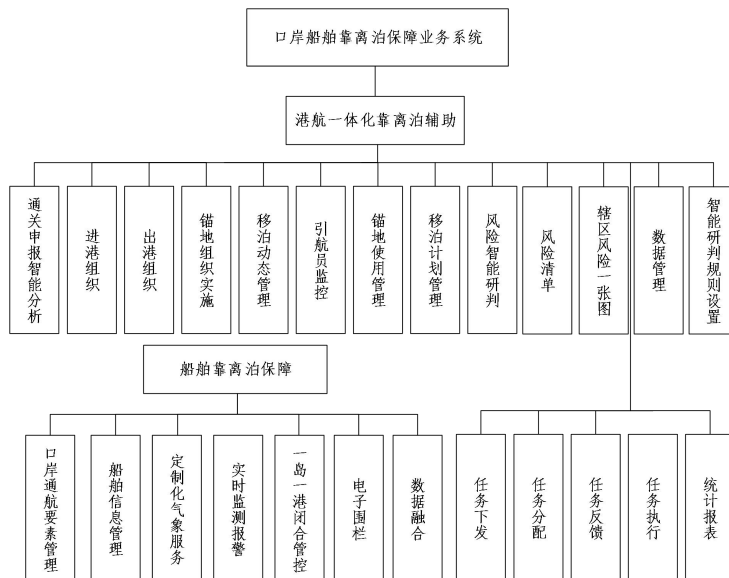 口岸船舶靠离泊保障业务系统
港航一体化靠离泊辅助
通关申报智能分析
进港组织
出港组织
锚地组织实施
移泊动态管理
引航员监控
锚地使用管理
移泊计划管理
风险智能研判
风险清单
辖区风险一张图
数据管理
智能研判规则设置
船舶靠离泊保障
口岸通航要素管理
船舶信息管理
定制化气象服务
实时监测报警
一岛一港闭合管控
电子围栏
数据融合
任务下发
任务分配
任务反馈
任务执行
统计报表